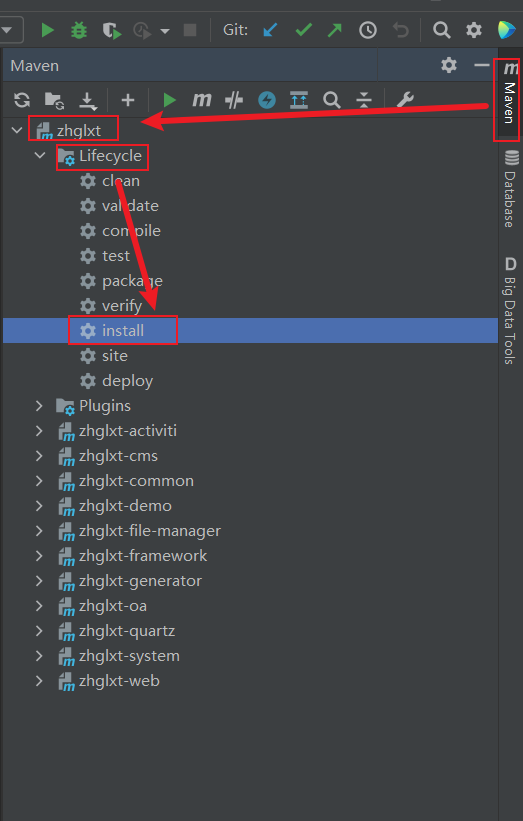 Git:
Maven
zhglxt
Lifecycle
clean
validate
compile
test
package
verify
install
site
deploy
Plugins
zhglxt-activiti
zhglxt-cms
zhglxt-common
zhglxt-demo
zhglxt-file-manager
zhglxt-framework
zhglxt-generator
zhglxt-oa
zhglxt-quartz
zhglxt-system
zhglxt-web
m Maven
Database
D Big Data Tools